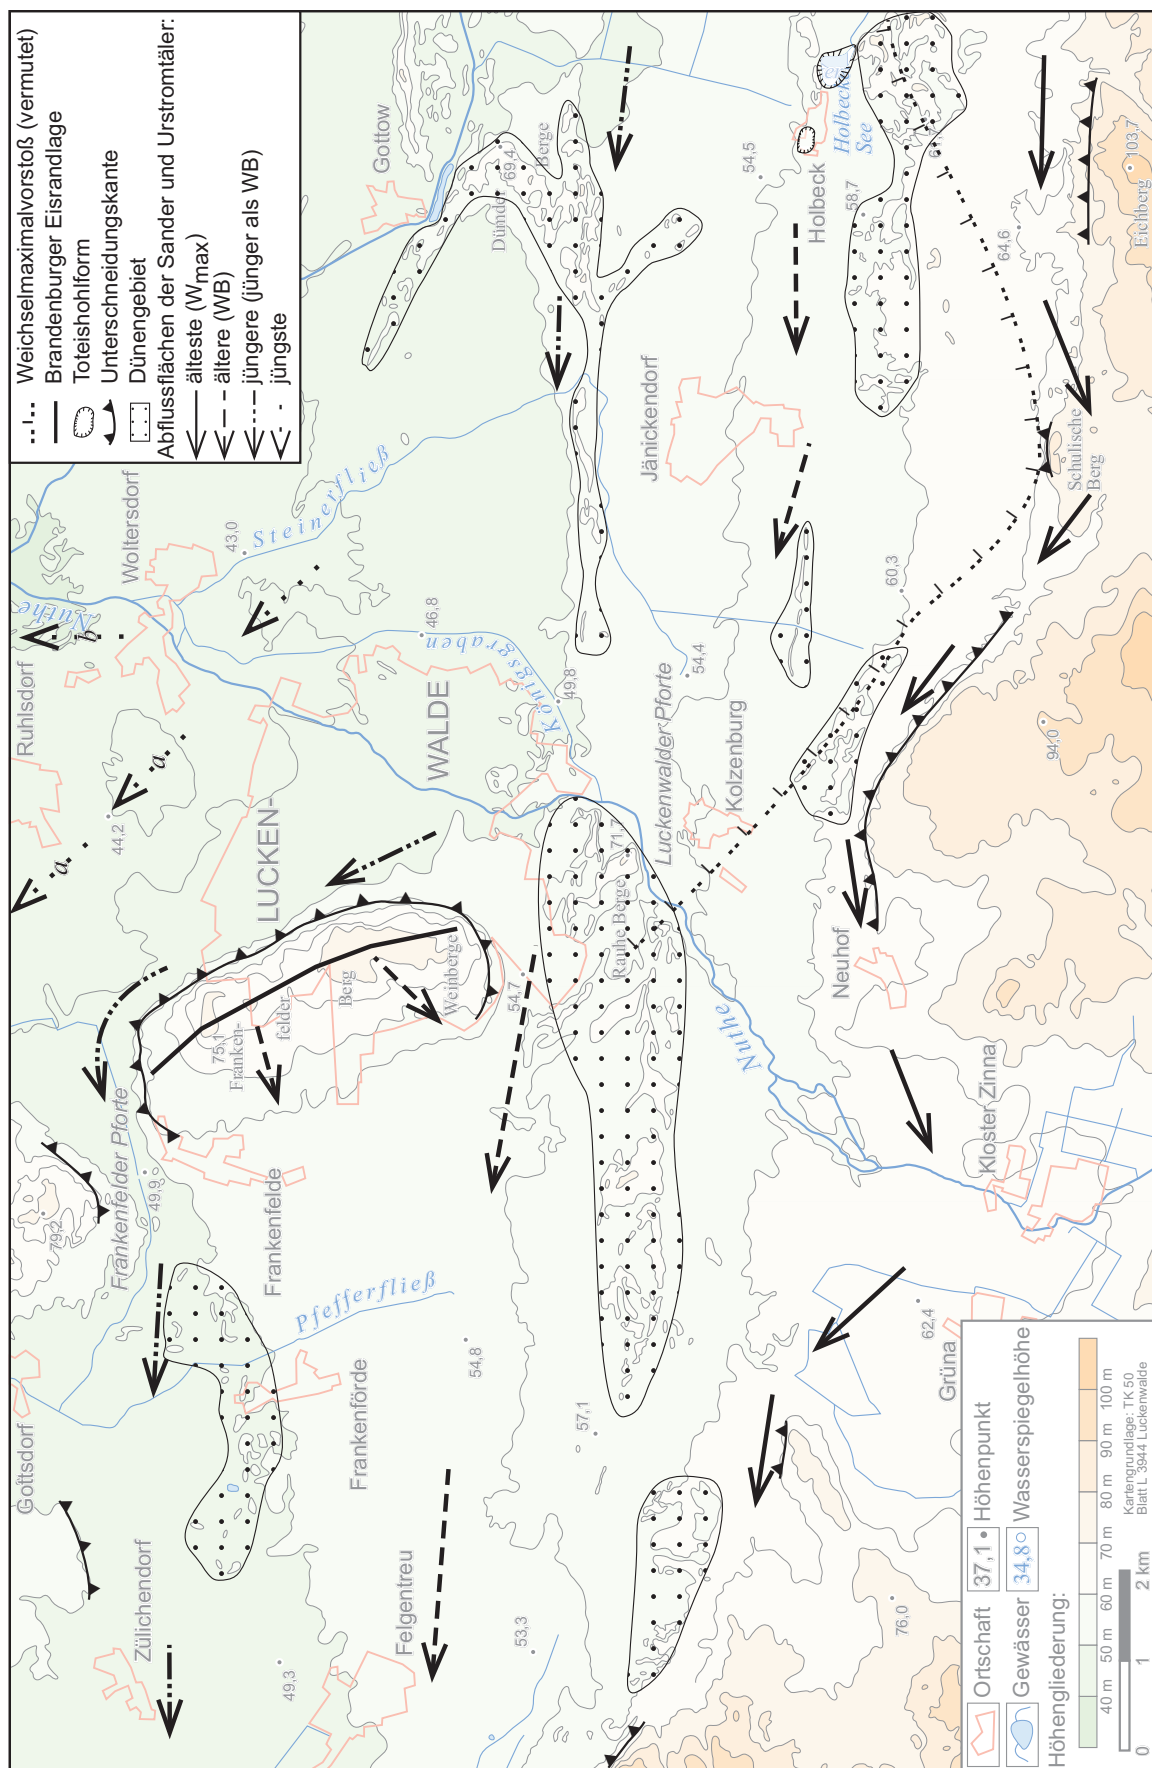 Weichselmaximalvorstoß (vermutet)
Brandenburger Eisrandlage
Toteishohlform
Unterschneidungskante
Dünengebiet
Abflussflächen der Sander und Urstromtäler:
älteste (Wmax)
ältere (WB)
jüngere (jünger als WB)
jüngste
Gottsdorf
Ruhlsdorf
Nuthe
Woltersdorf
Zülichendorf
79,2
Frankenfelder Pforte
49,9
44,2
a
a
b
43,0
Steinerfließ
Gottow
49,3
Frankenfelde
Pfefferfließ
75,1
Franken-
felder
Berg
Weinberge
LUCKEN-
WALDE
46,8
Königsgraben
Frankenförde
Felgentreu
54,8
54,7
49,8
Dümder
69,4
Berge
53,3
57,1
Rauhe Berge
71,7
Luckenwalder Pforte
54,4
Jänickendorf
Kolzenburg
54,5
Nuthe
Holbeck
Holbecker
See
58,7
Neuhof
60,3
76,0
62,4
Grüna
Kloster Zinna
94,0
64,6
Schulische
Berg
Eichberg
103,7
Ortschaft
37,1 Höhenpunkt
Gewässer
34,8 Wasserspiegelhöhe
Höhengliederung:
40 m 50 m 60 m 70 m 80 m 90 m 100 m
0 1 2 km
Kartengrundlage: TK 50
Blatt L 3944 Luckenwalde